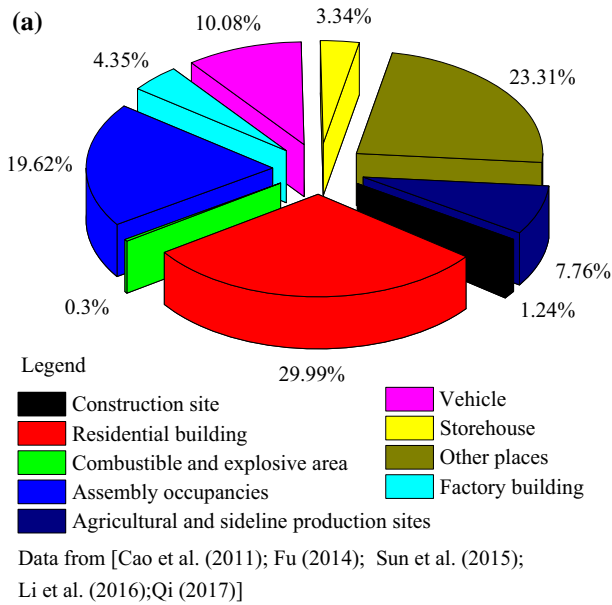 (a)
10.08%
3.34%
4.35%
23.31%
19.62%
7.76%
0.3%
1.24%
29.99%
Legend
Construction site
Residential building
Combustible and explosive area
Assembly occupancies
Agricultural and sideline production sites
Vehicle
Storehouse
Other places
Factory building
Data from [Cao et al. (2011); Fu (2014); Sun et al. (2015);
Li et al. (2016);Qi (2017)]